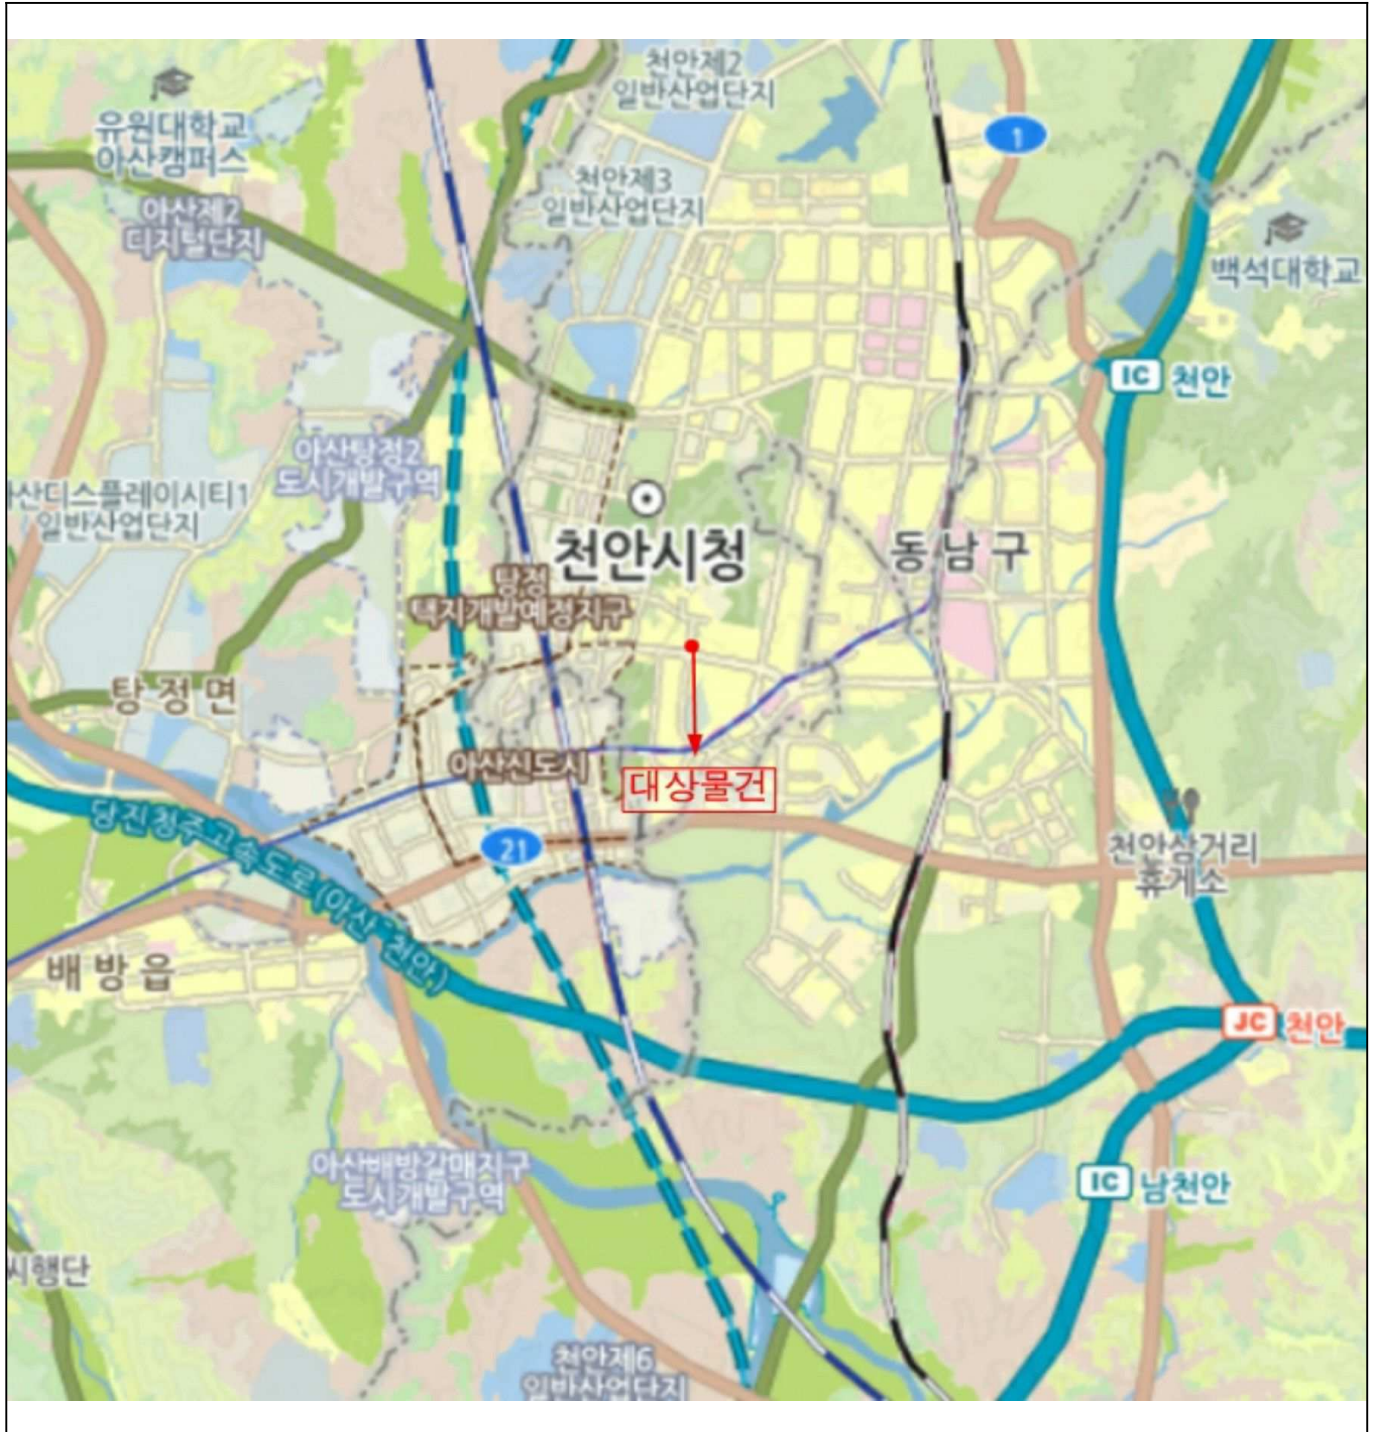 천안제2
일반산업단지
유원대학교
아산캠퍼스
1
천안제3
일반산업단지
아산제2
디지털단지
백석대학교
IC 천안
아산탕정2
도시개발구역
산디스플레이시티1
일반산업단지
천안시청
동남구
탕정
택지개발예정지구
탕정면
아산신도시
대상물건
당진청주고속도로(아산~천안)
21
천안삼거리
휴게소
배방읍
JC 천안
아산배방갈매지구
도시개발구역
IC 남천안
시행단
천안제6
일반산업단지